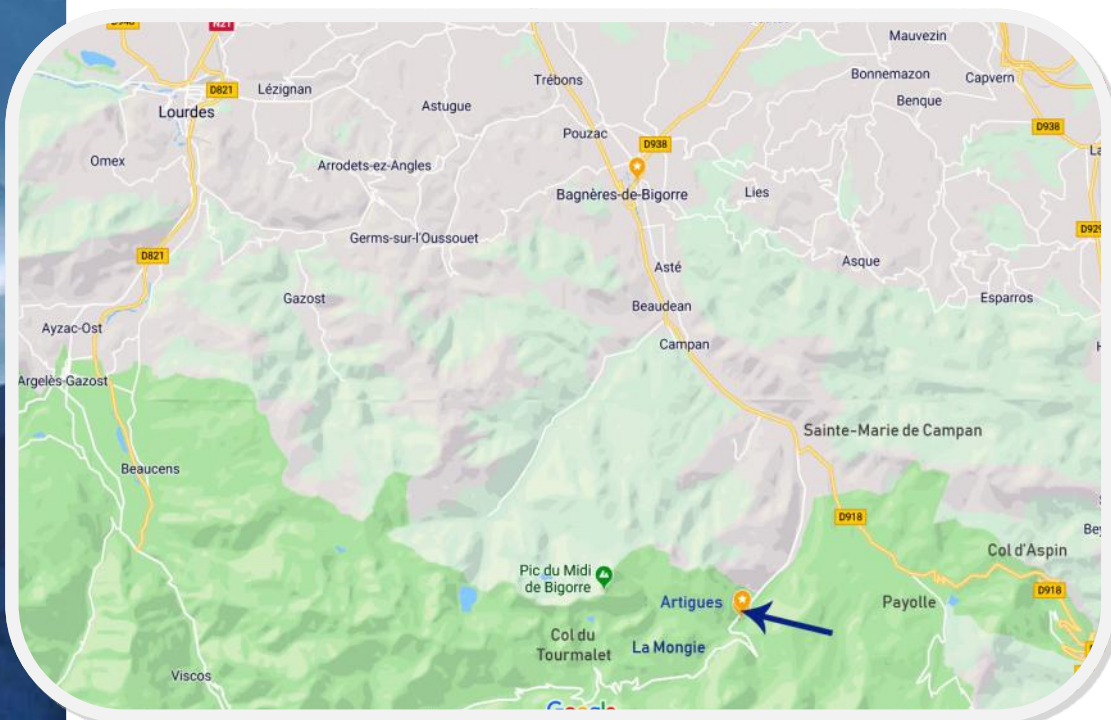 N21
Mauvezin
Trébons
Bonnemazon
Capvern
D821
Lézignan
Astugue
Benque
Lourdes
D938
Pouzac
D938
Omex
Arrodets-ez-Angles
Bagnères-de-Bigorre
Lies
Germs-sur-l'Oussouet
D821
Asté
Asque
Gazost
Beaudean
Esparros
Ayzac-Ost
Campan
Argelès-Gazost
Sainte-Marie de Campan
Beaucens
D918
Col d'Aspin
Pic du Midi
de Bigorre
D918
Artigues
Payolle
Col du
Tourmalet
La Mongie
Viscos